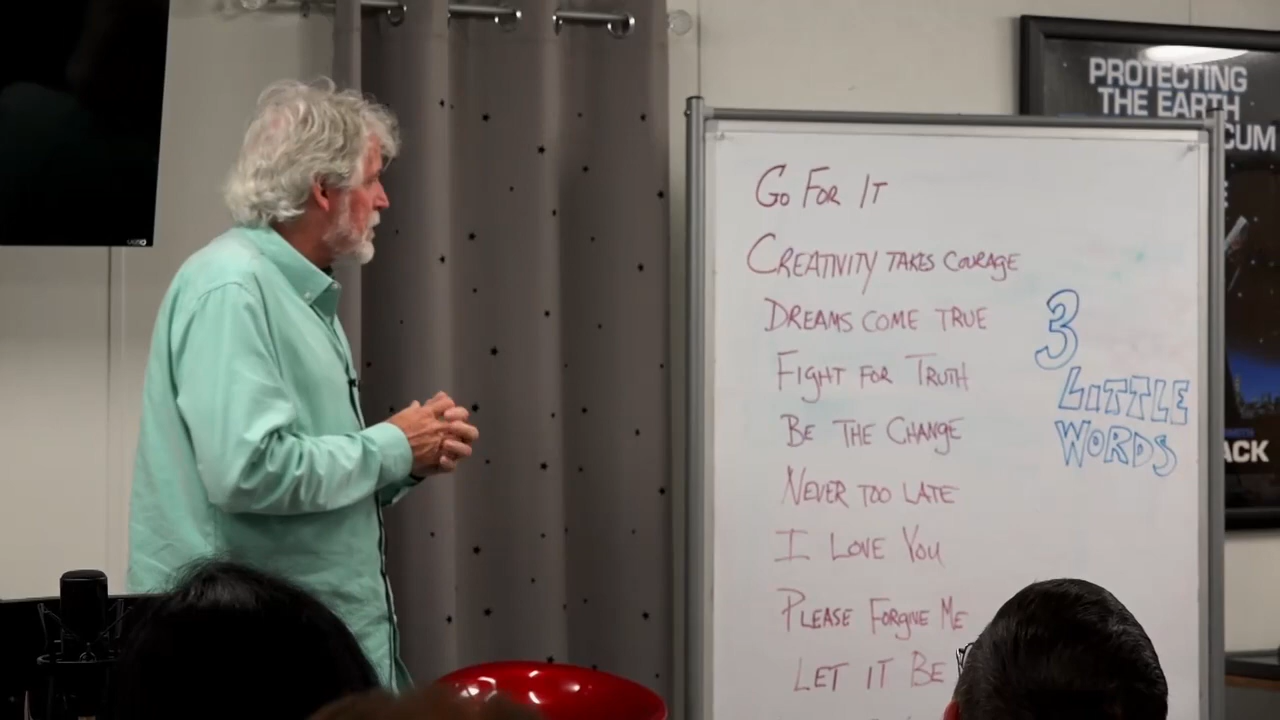 PROTECTING
THE EARTH
CUM
GO FOR IT
CREATIVITY TAKES COURAGE
DREAMS COME TRUE
FIGHT FOR TRUTH
BE THE CHANGE
NEVER TOO LATE
I LOVE YOU
PLEASE FORGIVE ME
LET IT BE
3
LITTLE
WORDS
ACK
VIZIO